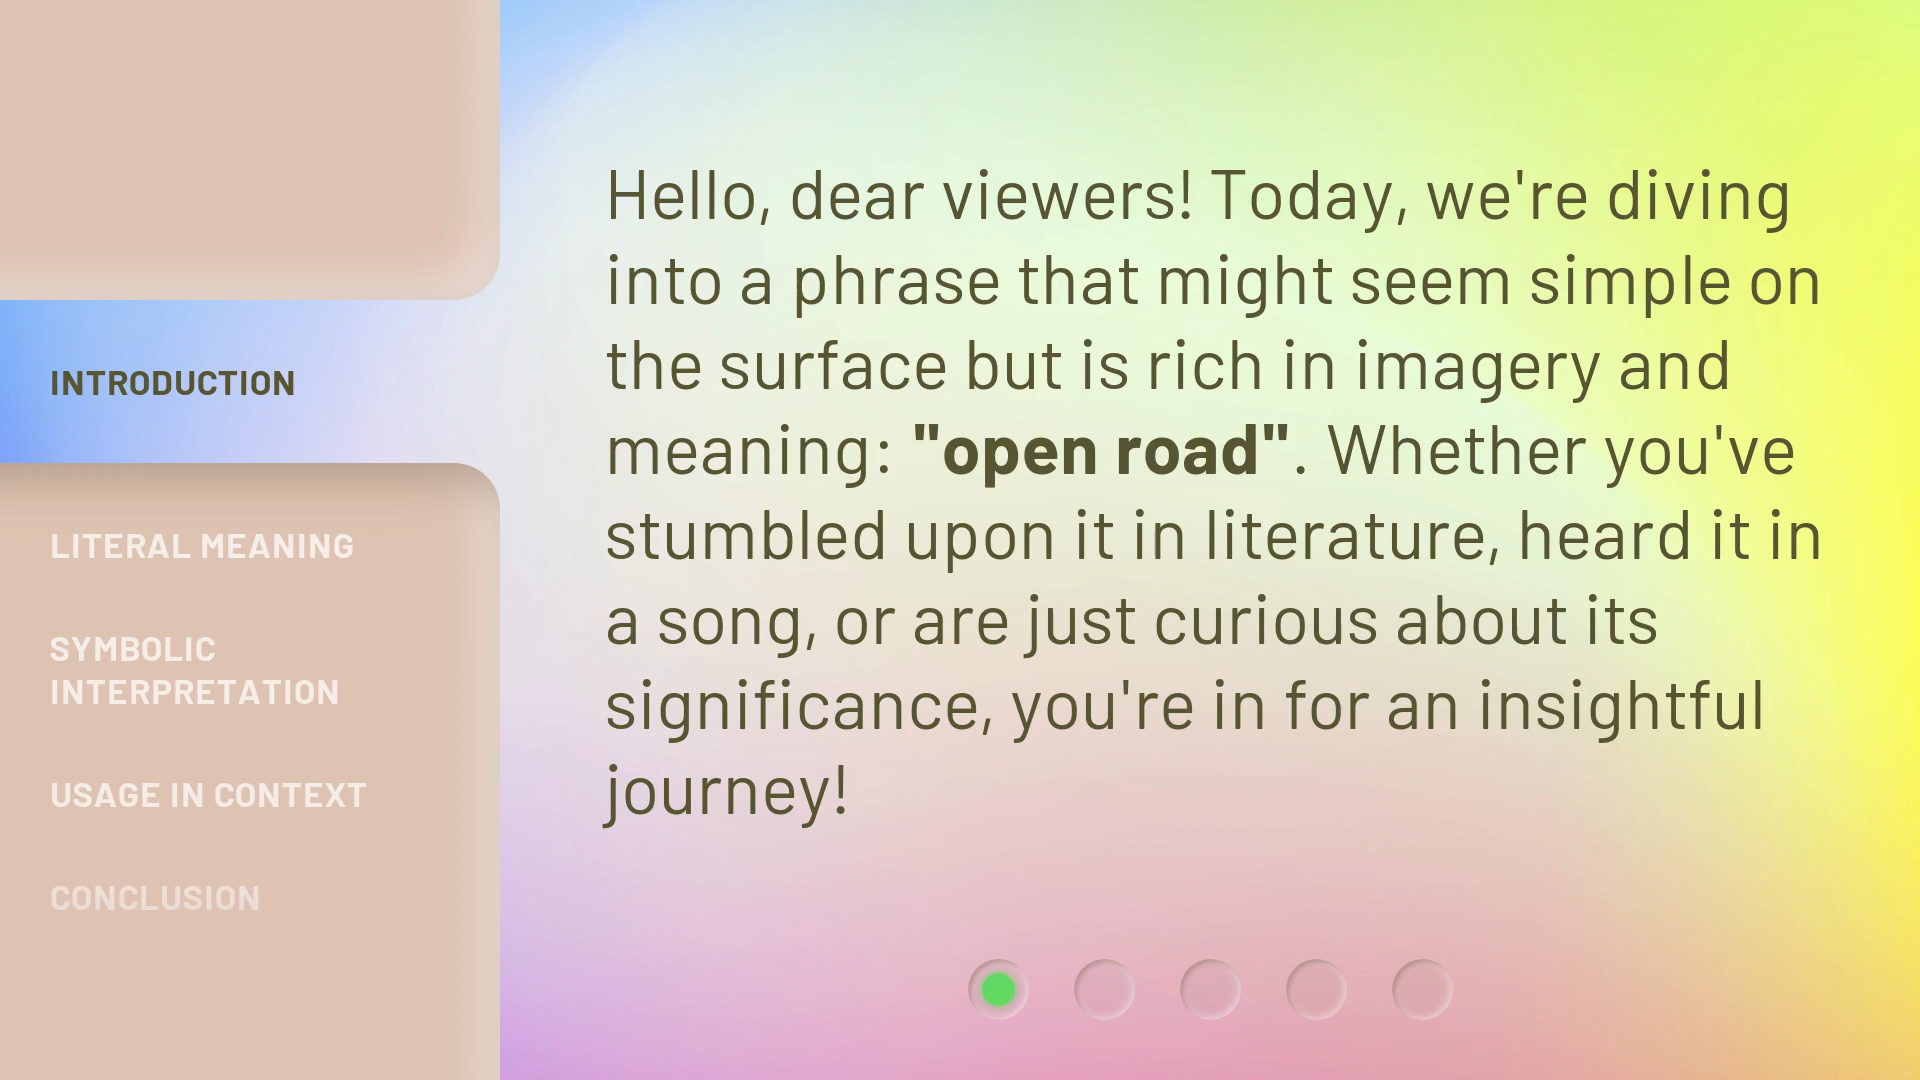 INTRODUCTION
LITERAL MEANING
SYMBOLIC
INTERPRETATION
USAGE IN CONTEXT
CONCLUSION
Hello, dear viewers! Today, we're diving
into a phrase that might seem simple on
the surface but is rich in imagery and
meaning: "open road". Whether you've
stumbled upon it in literature, heard it in
a song, or are just curious about its
significance, you're in for an insightful
journey!